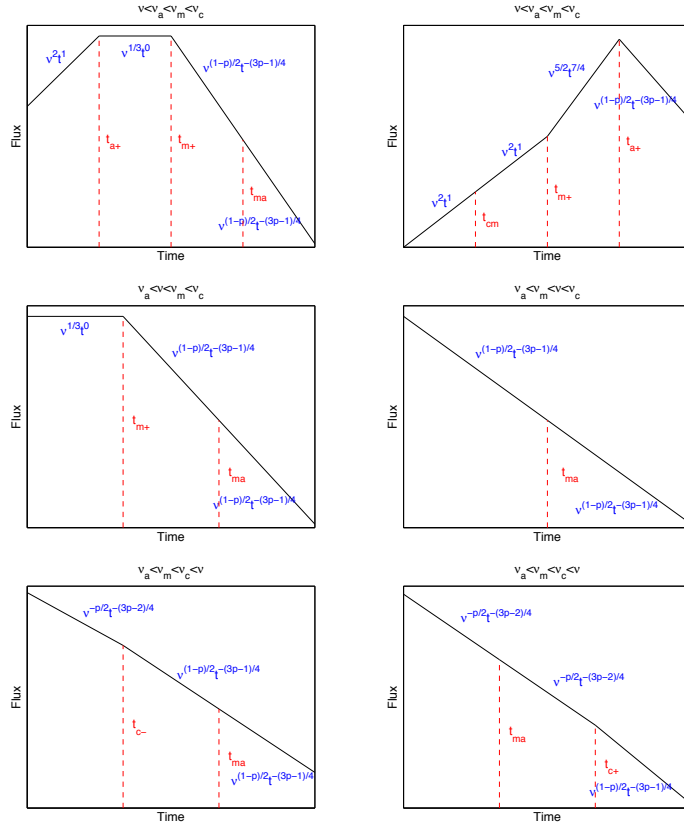 ν<ν_a<ν_m<ν_c
ν^2t^1
ν^{1/3}t^0
ν^{(1−p)/2}t^{−(3p−1)/4}
t_{a+}
t_{m+}
t_{ma}
ν^{(1−p)/2}t^{−(3p−1)/4}
Flux
Time
ν<ν_a<ν_m<ν_c
ν^{5/2}t^{7/4}
ν^{(1−p)/2}t^{−(3p−1)/4}
ν^2t^1
t_{a+}
ν^2t^1
t_{m+}
t_{cm}
Flux
Time
ν_a<ν<ν_m<ν_c
ν^{1/3}t^0
ν^{(1−p)/2}t^{−(3p−1)/4}
t_{m+}
t_{ma}
ν^{(1−p)/2}t^{−(3p−1)/4}
Flux
Time
ν_a<ν_m<ν<ν_c
ν^{(1−p)/2}t^{−(3p−1)/4}
t_{ma}
ν^{(1−p)/2}t^{−(3p−1)/4}
Flux
Time
ν_a<ν_m<ν_c<ν
ν^{−p/2}t^{−(3p−2)/4}
ν^{(1−p)/2}t^{−(3p−1)/4}
t_{c−}
t_{ma}
ν^{(1−p)/2}t^{−(3p−1)/4}
Flux
Time
ν_a<ν_m<ν_c<ν
ν^{−p/2}t^{−(3p−2)/4}
ν^{−p/2}t^{−(3p−2)/4}
t_{ma}
t_{c+}
ν^{(1−p)/2}t^{−(3p−1)/4}
Flux
Time